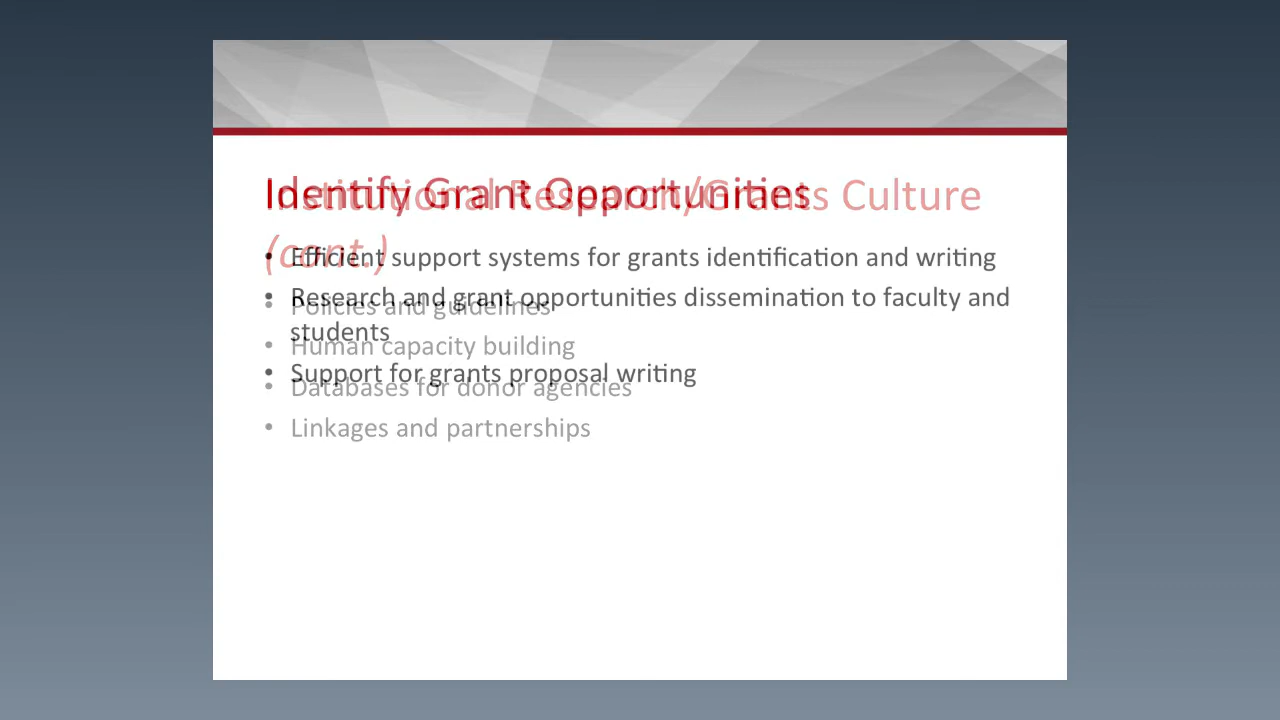 Identify Grant Opportunities
Institutional Research/Grants Culture
(cont.)
• Efficient support systems for grants identification and writing
• Research and grant opportunities dissemination to faculty and
students
• Support for grants proposal writing
• Policies and guidelines
• Human capacity building
• Databases for donor agencies
• Linkages and partnerships